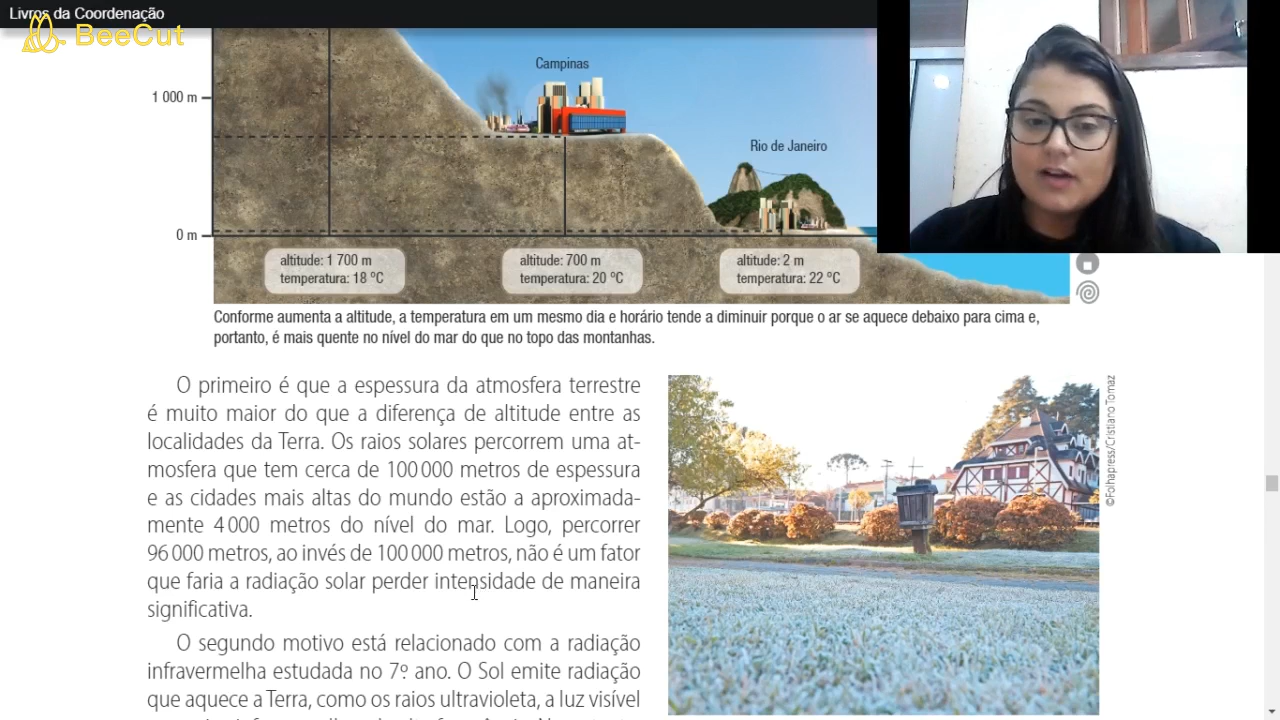 Livros da Coordenação
BeeCut
Campinas
1 000 m
Rio de Janeiro
0 m
altitude: 1 700 m
temperatura: 18 ºC
altitude: 700 m
temperatura: 20 ºC
altitude: 2 m
temperatura: 22 ºC
Conforme aumenta a altitude, a temperatura em um mesmo dia e horário tende a diminuir porque o ar se aquece debaixo para cima e,
portanto, é mais quente no nível do mar do que no topo das montanhas.
O primeiro é que a espessura da atmosfera terrestre
é muito maior do que a diferença de altitude entre as
localidades da Terra. Os raios solares percorrem uma at-
mosfera que tem cerca de 100 000 metros de espessura
e as cidades mais altas do mundo estão a aproximada-
mente 4 000 metros do nível do mar. Logo, percorrer
96 000 metros, ao invés de 100 000 metros, não é um fator
que faria a radiação solar perder intensidade de maneira
significativa.
O segundo motivo está relacionado com a radiação
infravermelha estudada no 7º. ano. O Sol emite radiação
que aquece a Terra, como os raios ultravioleta, a luz visível
©Folhapress/Cristiano Tomaz